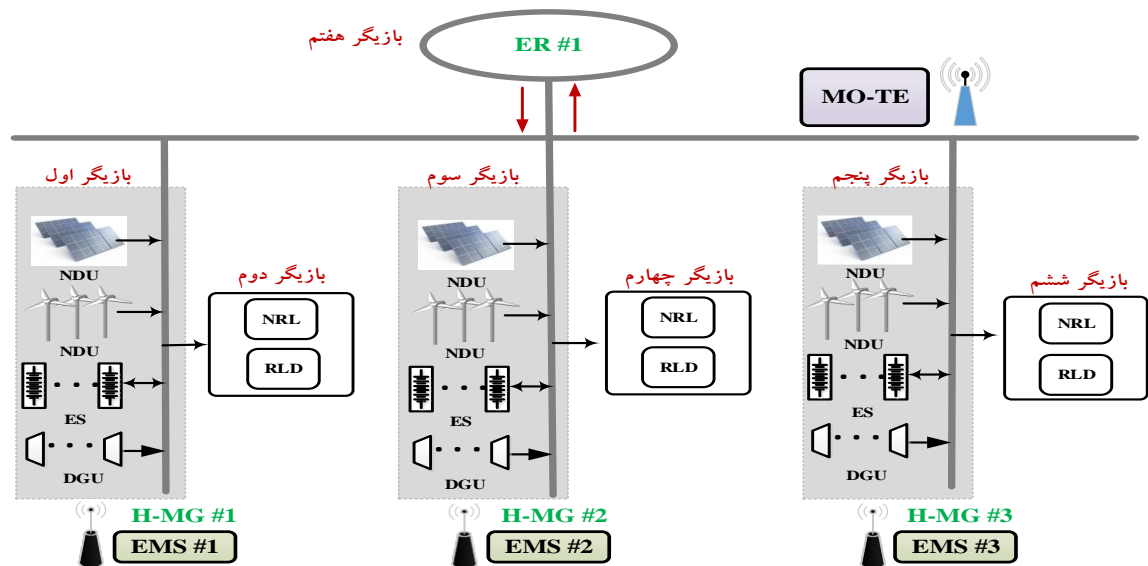 بازیگر هفتم
ER #1
MO-TE
بازیگر اول
NDU
NDU
ES
DGU
بازیگر دوم
NRL
RLD
H-MG #1
EMS #1
بازیگر سوم
NDU
NDU
ES
DGU
بازیگر چهارم
NRL
RLD
H-MG #2
EMS #2
بازیگر پنجم
NDU
NDU
ES
DGU
بازیگر ششم
NRL
RLD
H-MG #3
EMS #3